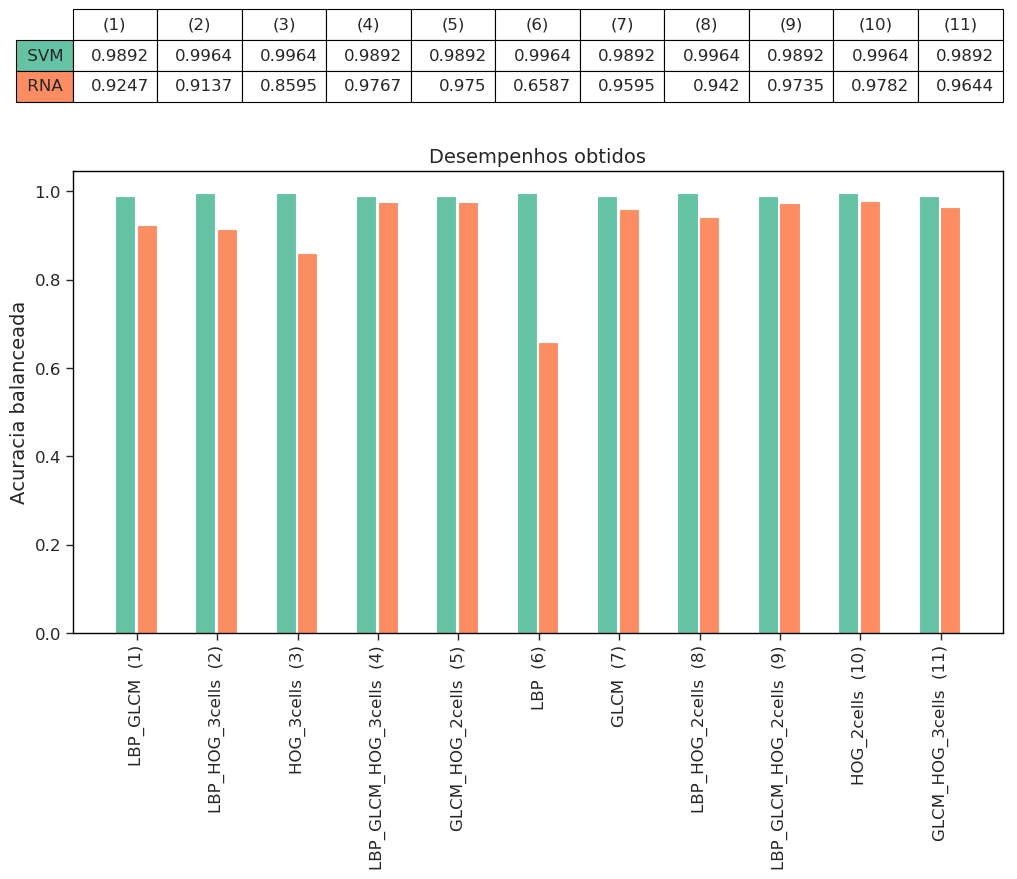 (1) (2) (3) (4) (5) (6) (7) (8) (9) (10) (11)
SVM 0.9892 0.9964 0.9964 0.9892 0.9892 0.9964 0.9892 0.9964 0.9892 0.9964 0.9892
RNA 0.9247 0.9137 0.8595 0.9767 0.975 0.6587 0.9595 0.942 0.9735 0.9782 0.9644
Desempenhos obtidos
Acuracia balanceada
1.0
0.8
0.6
0.4
0.2
0.0
LBP_GLCM (1)
LBP_HOG_3cells (2)
HOG_3cells (3)
LBP_GLCM_HOG_3cells (4)
GLCM_HOG_2cells (5)
LBP (6)
GLCM (7)
LBP_HOG_2cells (8)
LBP_GLCM_HOG_2cells (9)
HOG_2cells (10)
GLCM_HOG_3cells (11)